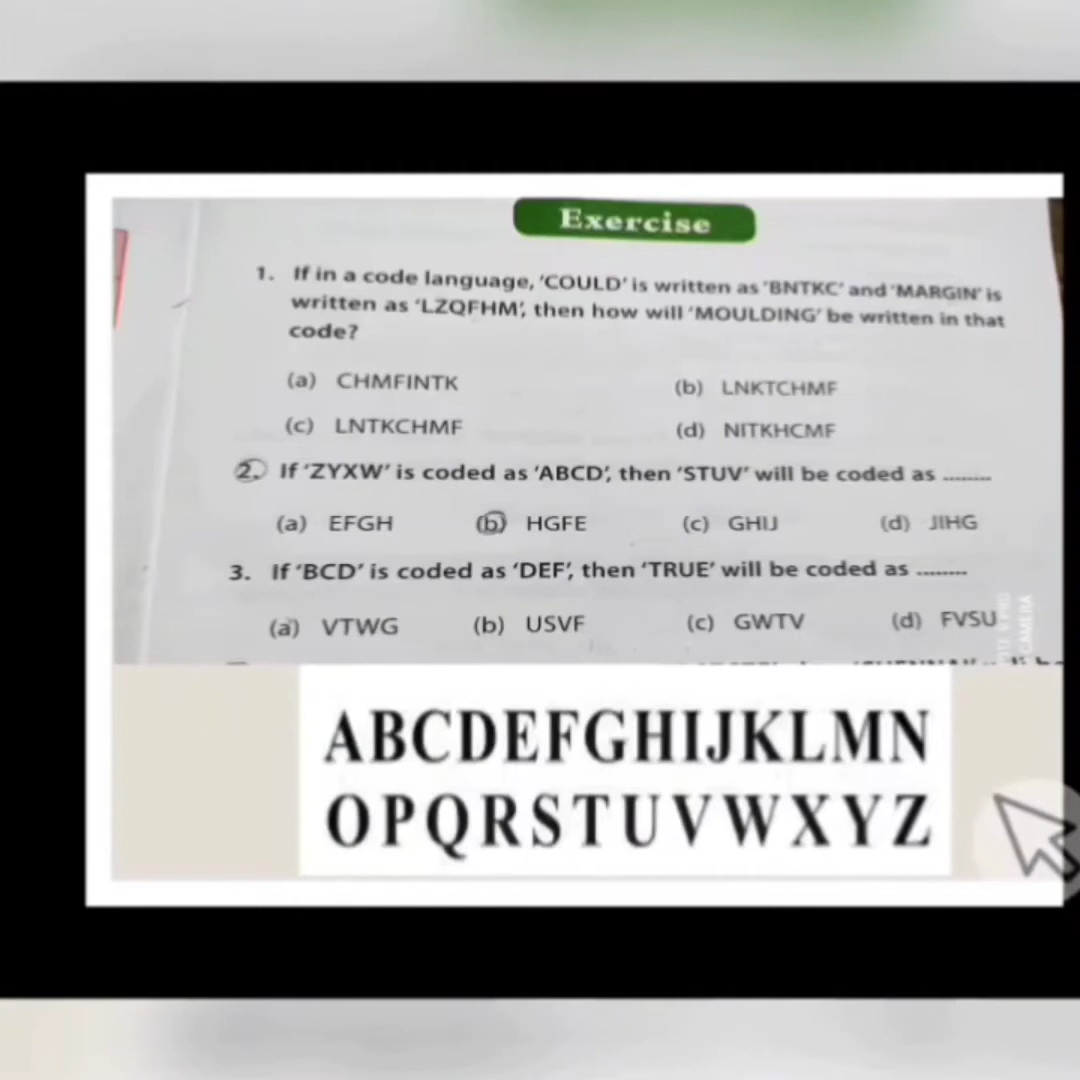 Exercise
1. If in a code language, ‘COULD’ is written as ‘BNTKC’ and ‘MARGIN’ is
written as ‘LZQFHM’, then how will ‘MOULDING’ be written in that
code?
(a) CHMFINTK (b) LNKTCHMF
(c) LNTKCHMF (d) NITKHCMF
2. If ‘ZYXW’ is coded as ‘ABCD’, then ‘STUV’ will be coded as ........
(a) EFGH (b) HGFE (c) GHIJ (d) JIHG
3. If ‘BCD’ is coded as ‘DEF’, then ‘TRUE’ will be coded as ........
(a) VTWG (b) USVF (c) GWTV (d) FVSU
CAMERA
ABCDEFGHIJKLMN
OPQRSTUVWXYZ